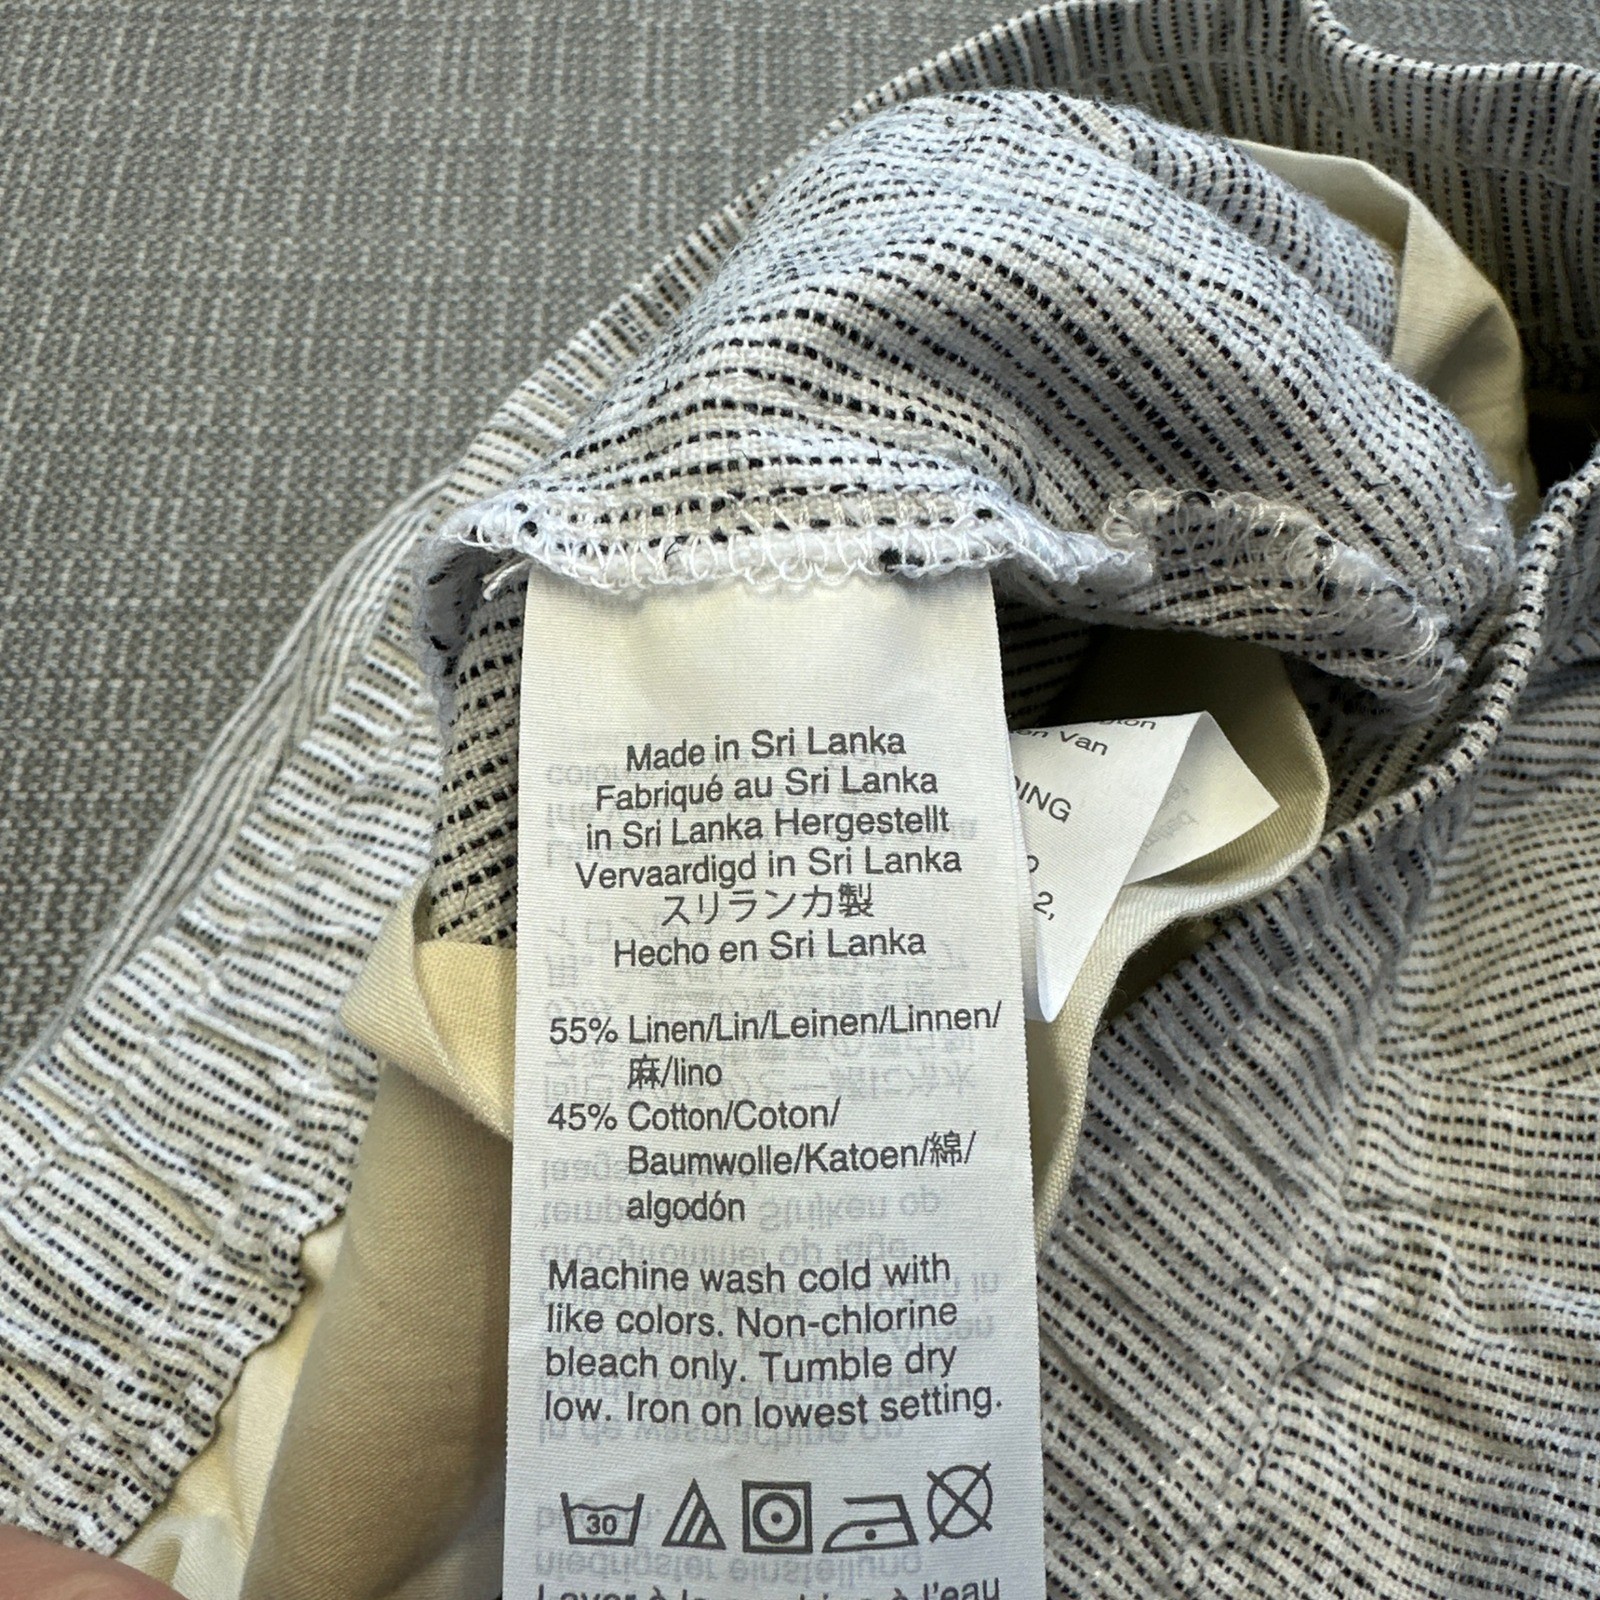 Made in Sri Lanka
Fabriqué au Sri Lanka
in Sri Lanka Hergestellt
Vervaardigd in Sri Lanka
スリランカ製
Hecho en Sri Lanka
55% Linen/Lin/Leinen/Linnen/
麻/lino
45% Cotton/Coton/
Baumwolle/Katoen/綿/
algodón
Machine wash cold with
like colors. Non-chlorine
bleach only. Tumble dry
low. Iron on lowest setting.
30
Van
2,